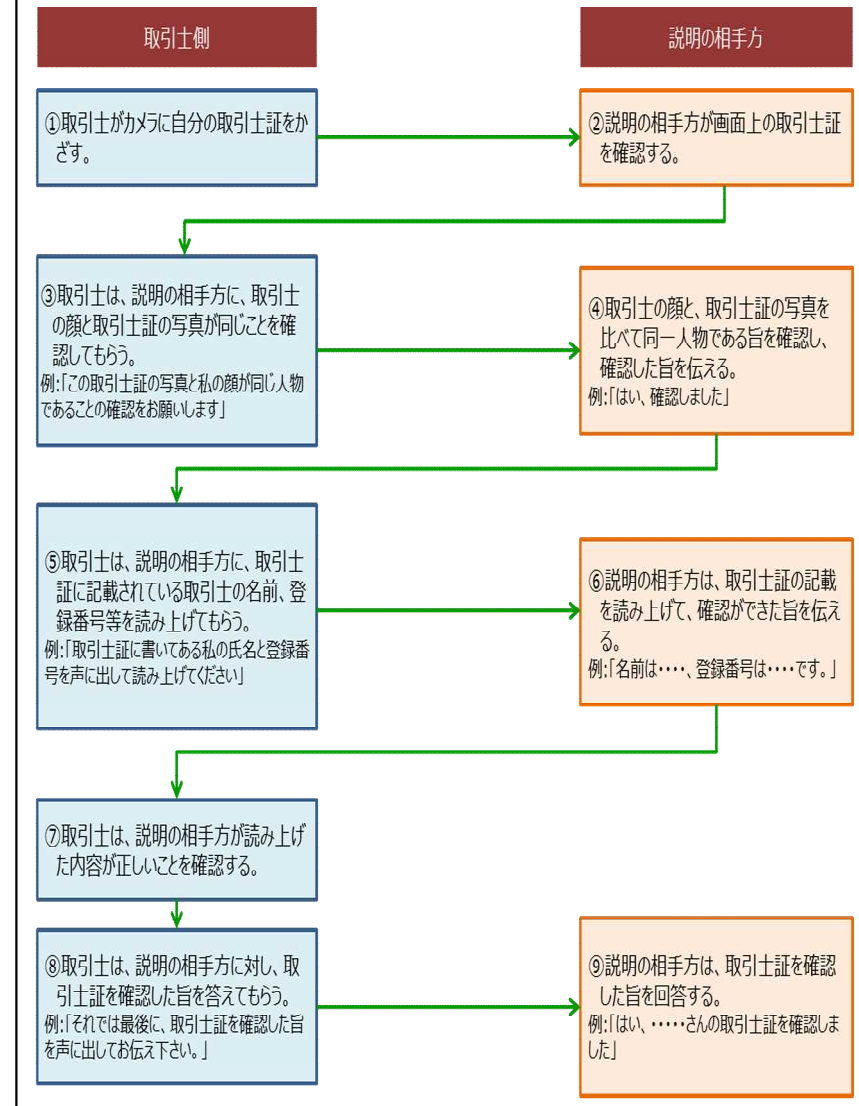 取引士側
説明の相手方
①取引士がカメラに自分の取引士証をか
ざす。
②説明の相手方が画面上の取引士証
を確認する。
③取引士は、説明の相手方に、取引士
の顔と取引士証の写真が同じことを確
認してもらう。
例:「この取引士証の写真と私の顔が同じ人物
であることの確認をお願いします」
④取引士の顔と、取引士証の写真を
比べて同一人物である旨を確認し、
確認した旨を伝える。
例:「はい、確認しました」
⑤取引士は、説明の相手方に、取引士
証に記載されている取引士の名前、登
録番号等を読み上げてもらう。
例:「取引士証に書いてある私の氏名と登録番
号を声に出して読み上げてください」
⑥説明の相手方は、取引士証の記載
を読み上げて、確認ができた旨を伝え
る。
例:「名前は････、登録番号は････です。」
⑦取引士は、説明の相手方が読み上げ
た内容が正しいことを確認する。
⑧取引士は、説明の相手方に対し、取
引士証を確認した旨を答えてもらう。
例:「それでは最後に、取引士証を確認した旨
を声に出してお伝え下さい。」
⑨説明の相手方は、取引士証を確認
した旨を回答する。
例:「はい、･････さんの取引士証を確認しま
した」